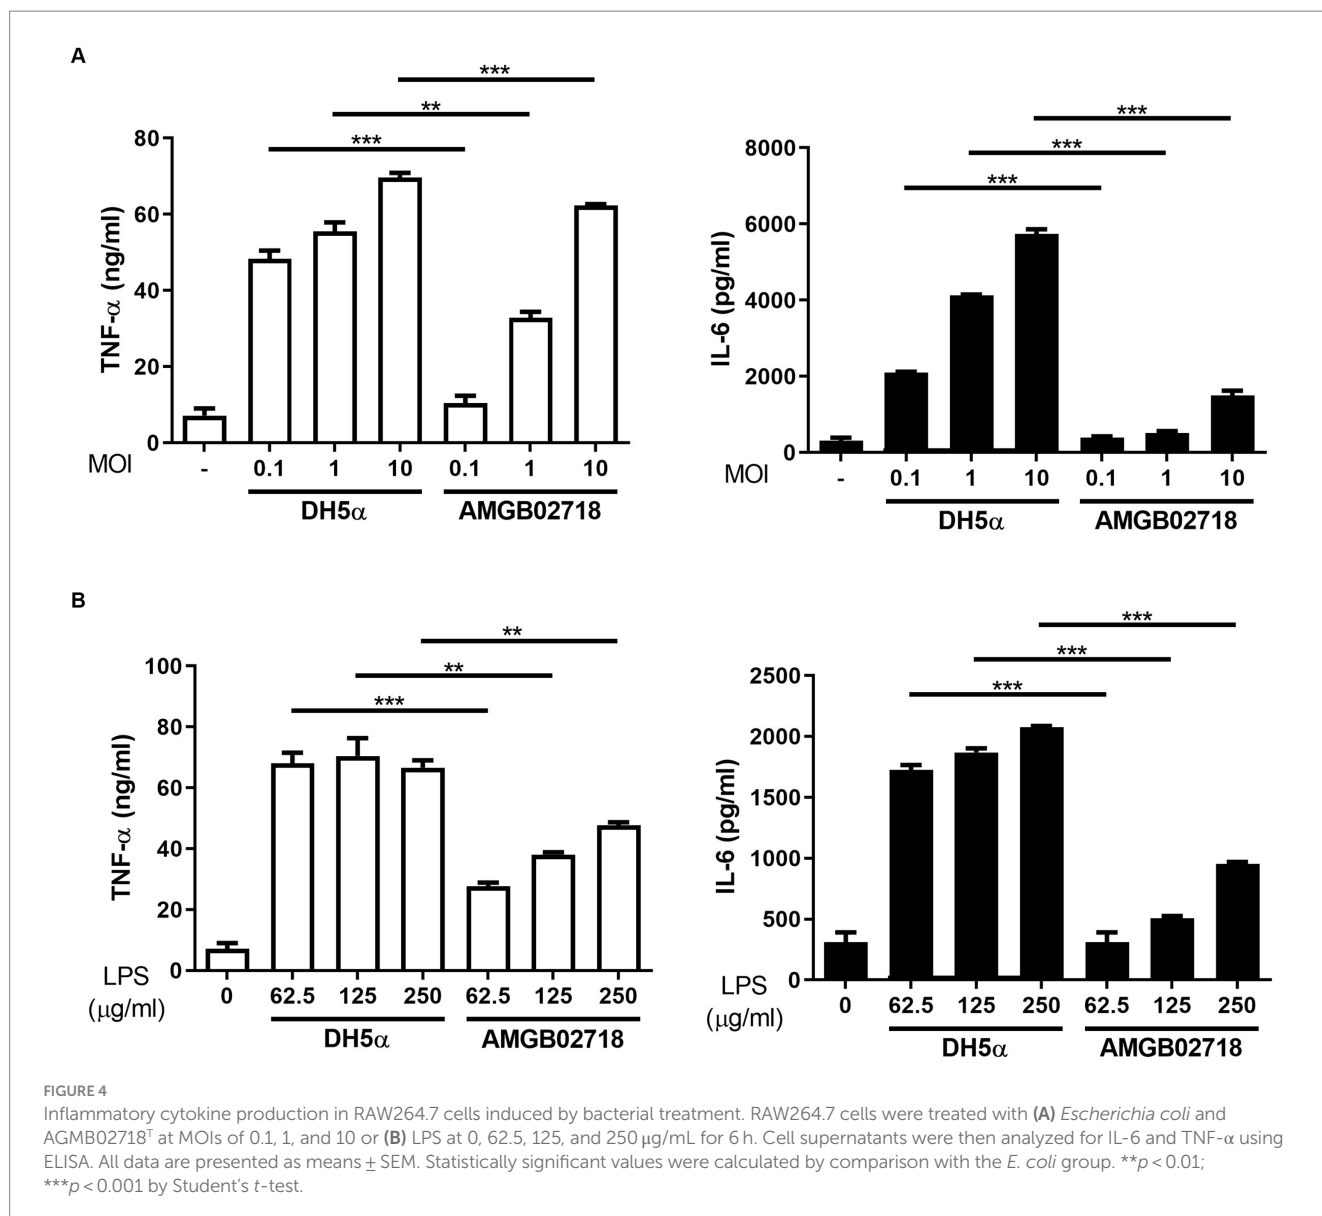 A
***
**
***
TNF-α (ng/ml)
80
60
40
20
0
MOI
- 0.1 1 10 0.1 1 10
DH5α AMGB02718
***
***
***
IL-6 (pg/ml)
8000
6000
4000
2000
0
MOI
- 0.1 1 10 0.1 1 10
DH5α AMGB02718
B
**
**
***
TNF-α (ng/ml)
100
80
60
40
20
0
LPS
(μg/ml)
0 62.5 125 250 62.5 125 250
DH5α AMGB02718
***
***
***
IL-6 (pg/ml)
2500
2000
1500
1000
500
0
LPS
(μg/ml)
0 62.5 125 250 62.5 125 250
DH5α AMGB02718
FIGURE 4
Inflammatory cytokine production in RAW264.7 cells induced by bacterial treatment. RAW264.7 cells were treated with (A) Escherichia coli and
AGMB02718ᵀ at MOIs of 0.1, 1, and 10 or (B) LPS at 0, 62.5, 125, and 250 μg/mL for 6 h. Cell supernatants were then analyzed for IL-6 and TNF-α using
ELISA. All data are presented as means ± SEM. Statistically significant values were calculated by comparison with the E. coli group. **p < 0.01;
***p < 0.001 by Student's t-test.